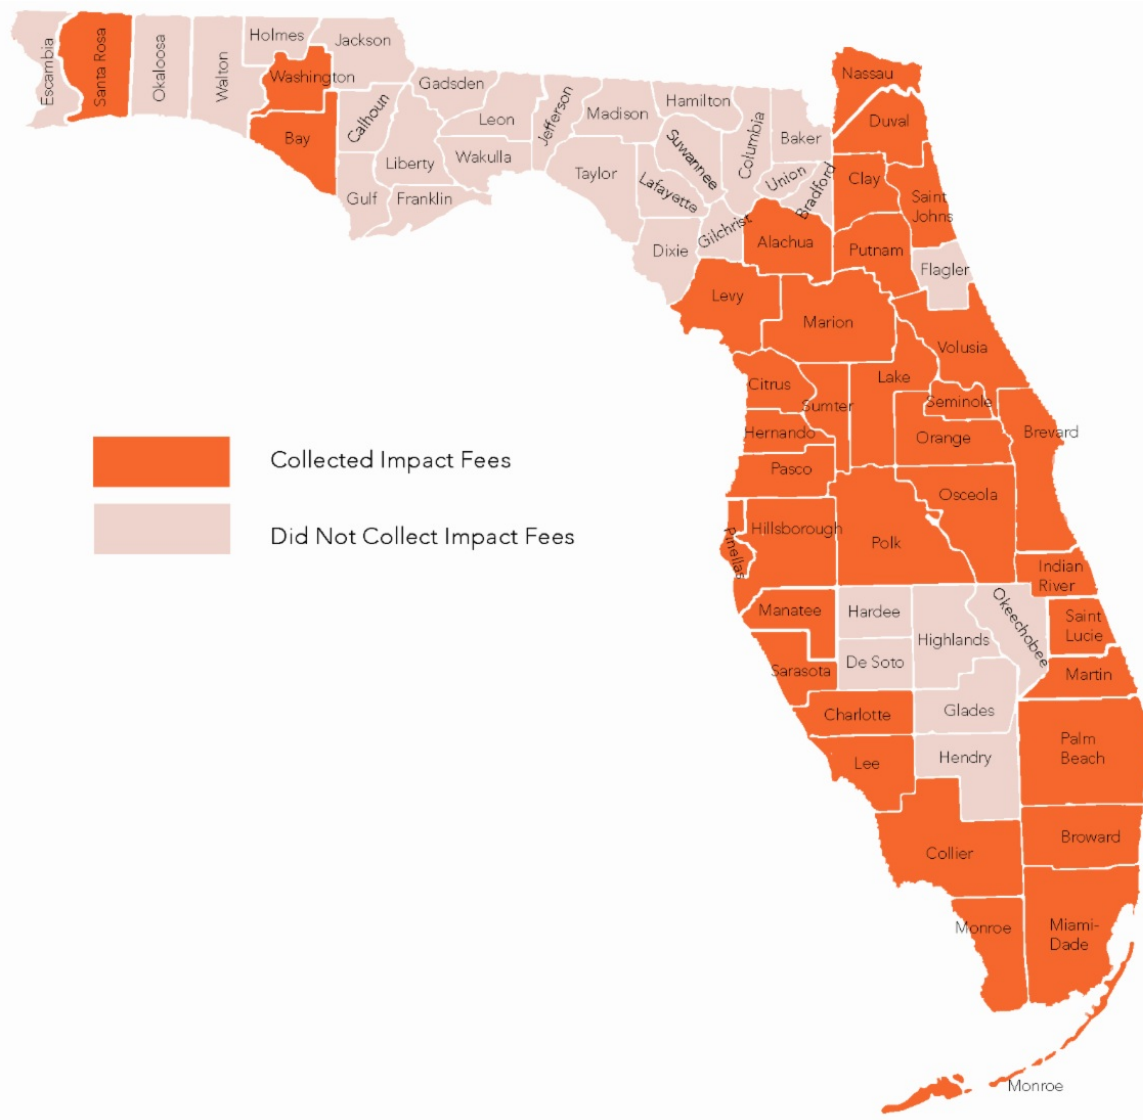 Escambia
Santa Rosa
Okaloosa
Walton
Holmes
Jackson
Washington
Bay
Calhoun
Gadsden
Liberty
Gulf
Franklin
Leon
Wakulla
Jefferson
Madison
Taylor
Hamilton
Suwannee
Lafayette
Dixie
Columbia
Gilchrist
Baker
Union
Bradford
Nassau
Duval
Clay
Saint
Johns
Alachua
Putnam
Flagler
Levy
Marion
Volusia
Citrus
Sumter
Lake
Seminole
Hernando
Orange
Brevard
Pasco
Collected Impact Fees
Did Not Collect Impact Fees
Osceola
Pinellas
Hillsborough
Polk
Indian
River
Manatee
Hardee
Highlands
Okeechobee
Saint
Lucie
Sarasota
De Soto
Martin
Charlotte
Glades
Lee
Hendry
Palm
Beach
Collier
Broward
Monroe
Miami-
Dade
Monroe